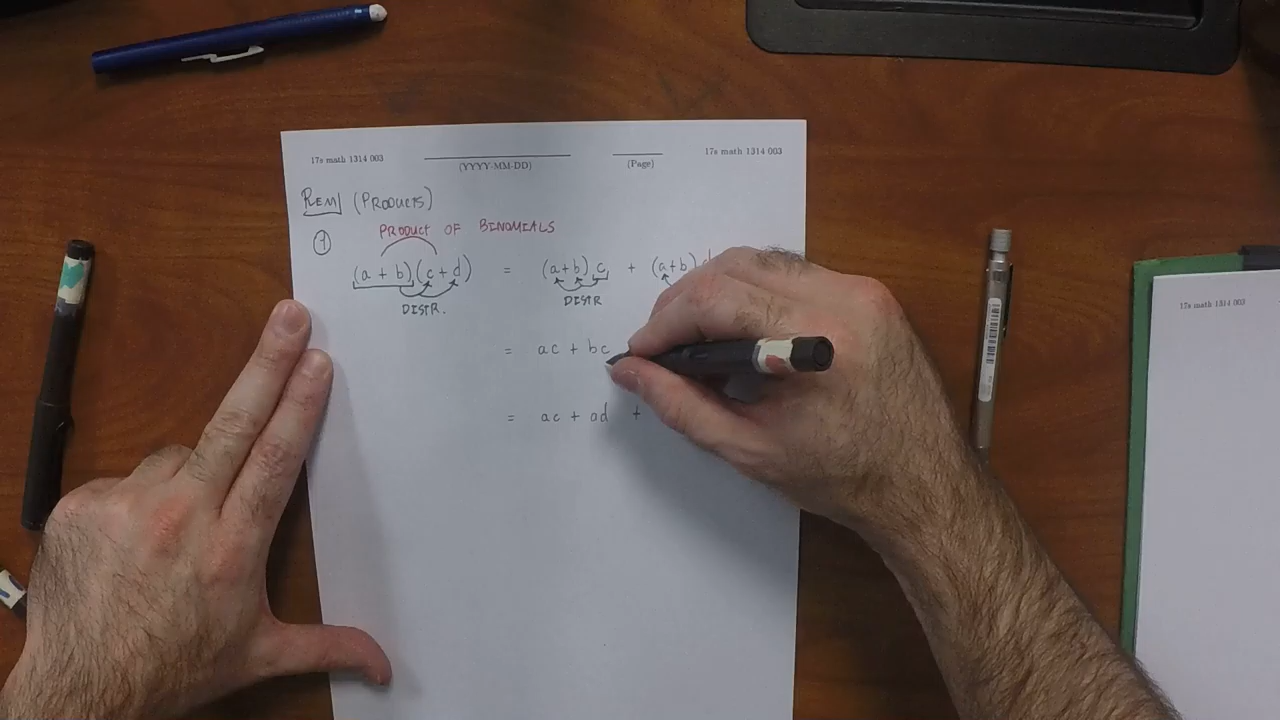 17s math 1314 003 (YYYY-MM-DD) (Page) 17s math 1314 003
REM (PRODUCTS)
PRODUCT OF BINOMIALS
1
(a + b)(c + d) = (a+b) c + (a+b) d
DISTR. DISTR
= ac + bc
= ac + ad +
17s math 1314 003